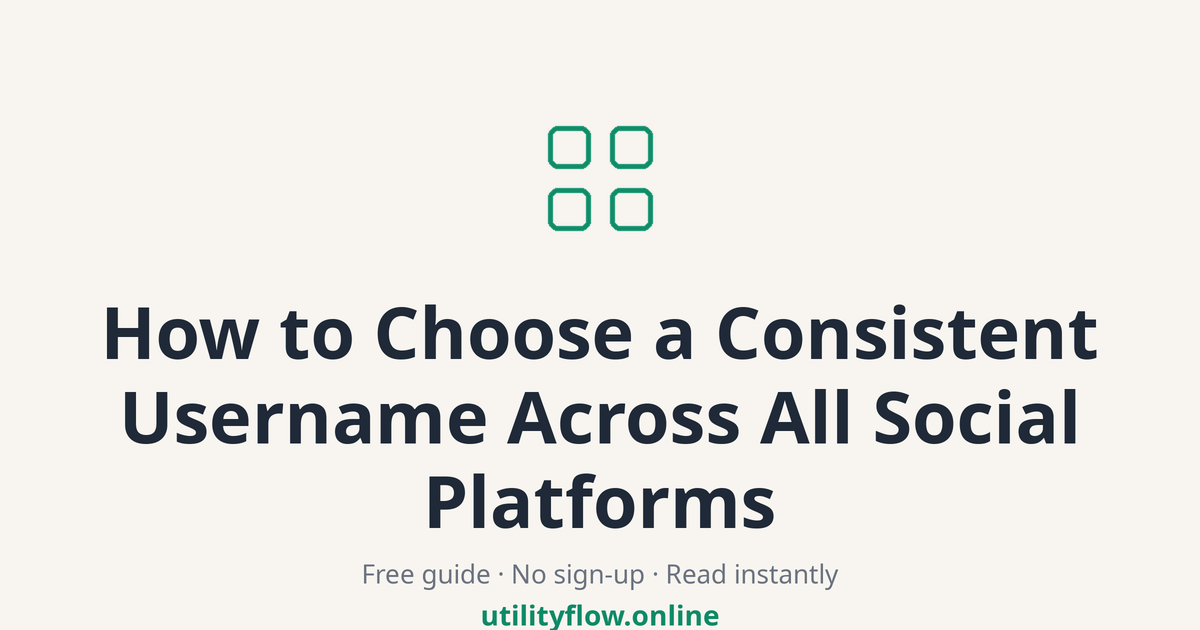 How to Choose a Consistent
Username Across All Social
Platforms
Free guide · No sign-up · Read instantly
utilityflow.online